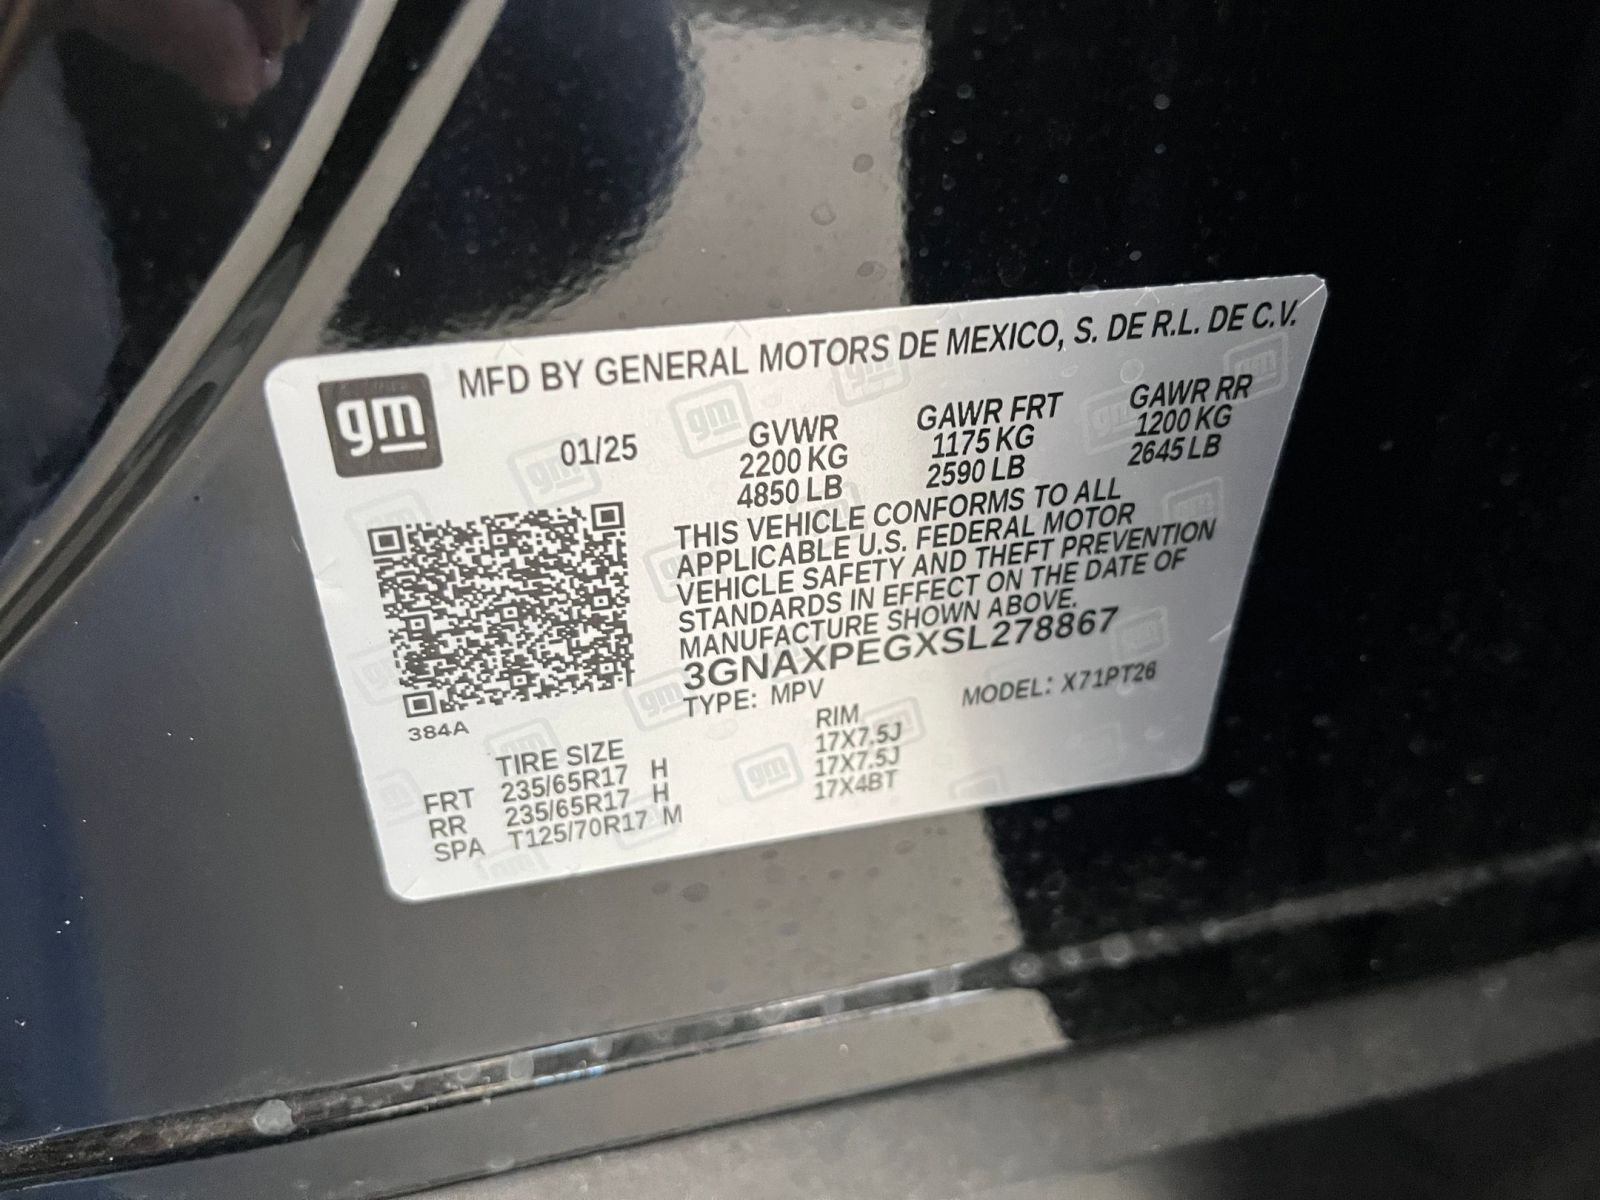 gm
MFD BY GENERAL MOTORS DE MEXICO, S. DE R.L. DE C.V.
01/25
GVWR GAWR FRT GAWR RR
2200 KG 1175 KG 1200 KG
4850 LB 2590 LB 2645 LB
THIS VEHICLE CONFORMS TO ALL
APPLICABLE U.S. FEDERAL MOTOR
VEHICLE SAFETY AND THEFT PREVENTION
STANDARDS IN EFFECT ON THE DATE OF
MANUFACTURE SHOWN ABOVE.
3GNAXPEGXSL278867
TYPE: MPV MODEL: X71PT26
384A
TIRE SIZE RIM
FRT 235/65R17 H 17X7.5J
RR 235/65R17 H 17X7.5J
SPA T125/70R17 M 17X4BT